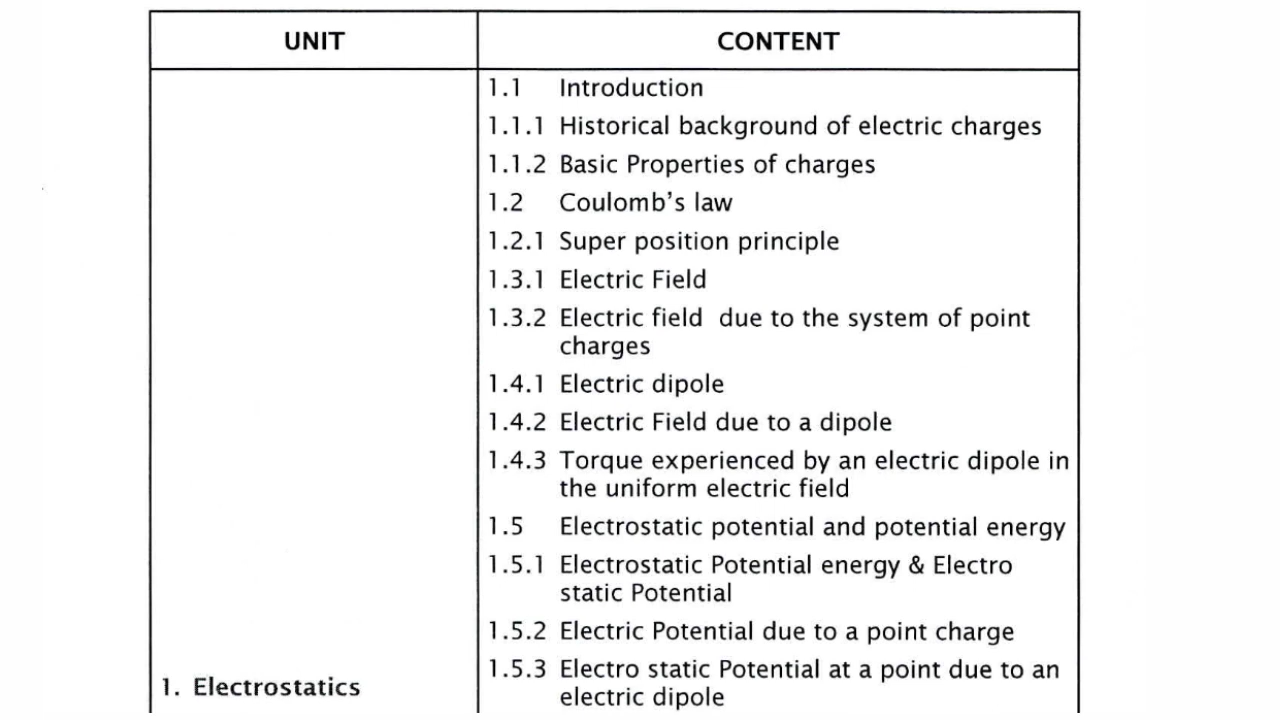 UNIT CONTENT
1.1 Introduction
1.1.1 Historical background of electric charges
1.1.2 Basic Properties of charges
1.2 Coulomb's law
1.2.1 Super position principle
1.3.1 Electric Field
1.3.2 Electric field due to the system of point
charges
1.4.1 Electric dipole
1.4.2 Electric Field due to a dipole
1.4.3 Torque experienced by an electric dipole in
the uniform electric field
1.5 Electrostatic potential and potential energy
1.5.1 Electrostatic Potential energy & Electro
static Potential
1.5.2 Electric Potential due to a point charge
1.5.3 Electro static Potential at a point due to an
electric dipole
1. Electrostatics